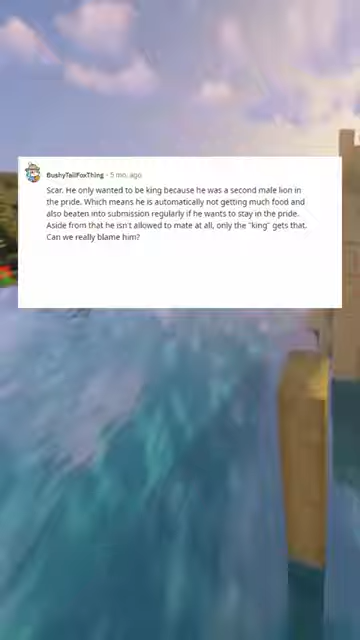 BushyTailFoxThing · 5 mo. ago
Scar. He only wanted to be king because he was a second male lion in
the pride. Which means he is automatically not getting much food and
also beaten into submission regularly if he wants to stay in the pride.
Aside from that he isn't allowed to mate at all, only the "king" gets that.
Can we really blame him?